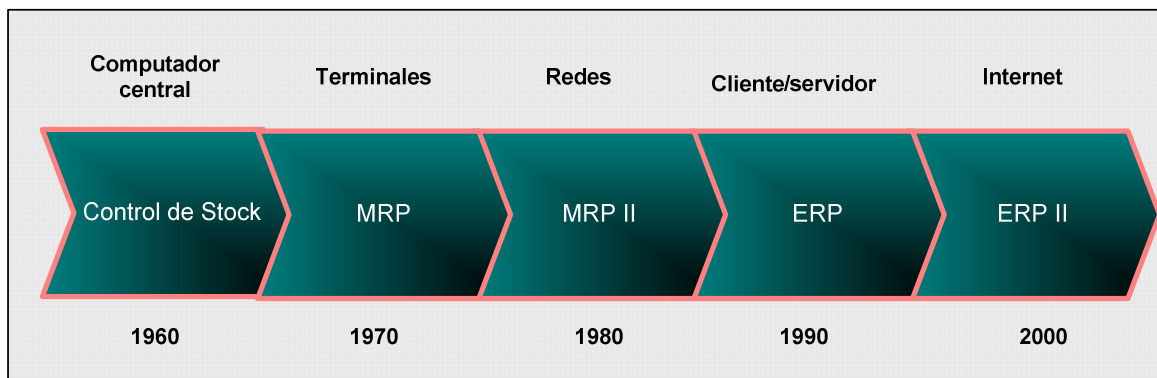 Computador
central
Terminales
Redes
Cliente/servidor
Internet
Control de Stock
MRP
MRP II
ERP
ERP II
1960
1970
1980
1990
2000